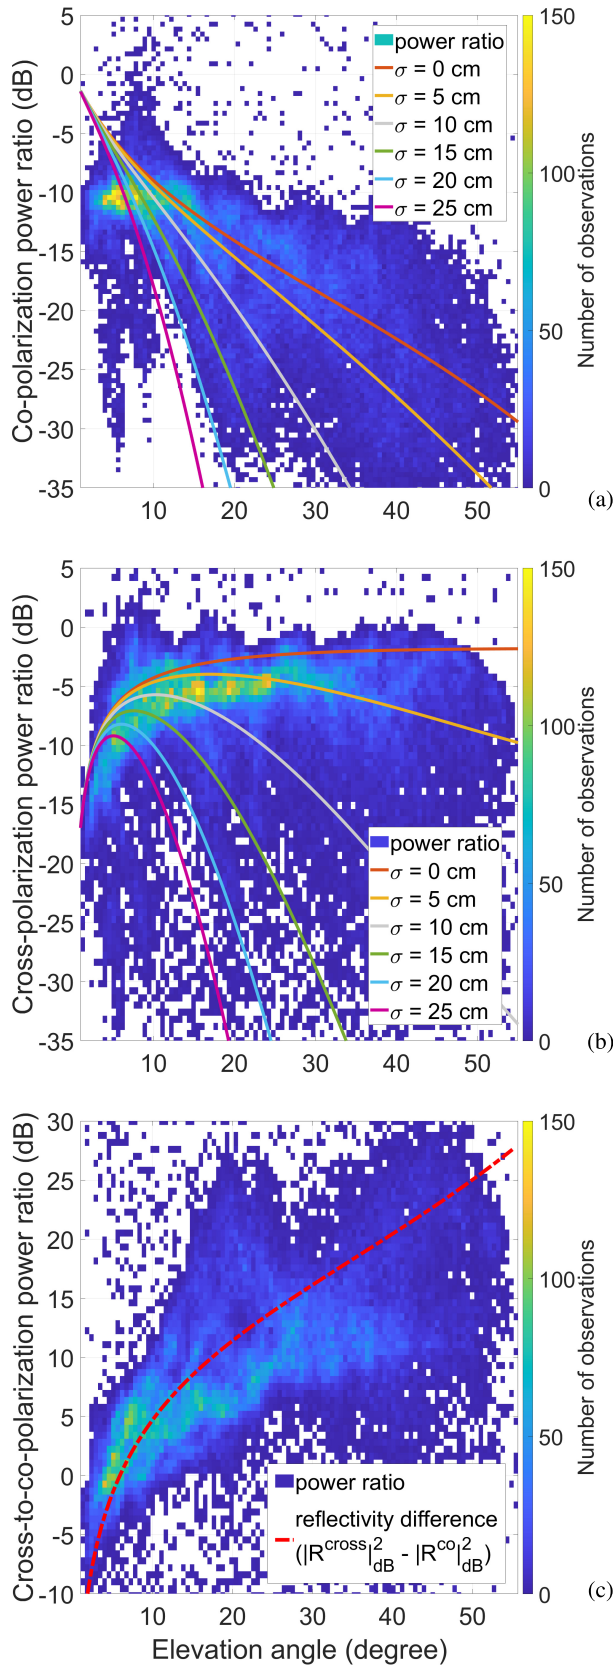 5
0
-5
-10
-15
-20
-25
-30
-35
Co-polarization power ratio (dB)
10 20 30 40 50
power ratio
σ = 0 cm
σ = 5 cm
σ = 10 cm
σ = 15 cm
σ = 20 cm
σ = 25 cm
150
100
50
0
Number of observations
(a)
5
0
-5
-10
-15
-20
-25
-30
-35
Cross-polarization power ratio (dB)
10 20 30 40 50
power ratio
σ = 0 cm
σ = 5 cm
σ = 10 cm
σ = 15 cm
σ = 20 cm
σ = 25 cm
150
100
50
0
Number of observations
(b)
30
25
20
15
10
5
0
-5
-10
Cross-to-co-polarization power ratio (dB)
10 20 30 40 50
Elevation angle (degree)
power ratio
reflectivity difference
(|R^cross|²_dB - |R^co|²_dB)
150
100
50
0
Number of observations
(c)